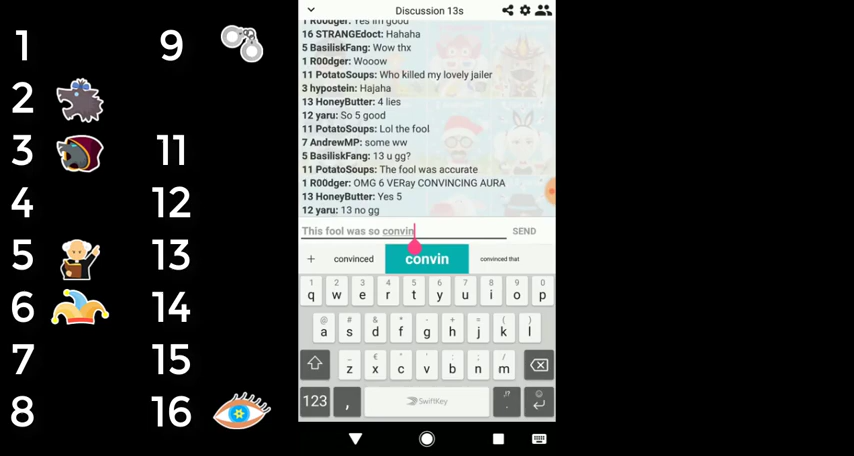 1
2
3
4
5
6
7
8
9
11
12
13
14
15
16
Discussion 13s
1 R00dger: Yes im good
16 STRANGEdoct: Hahaha
5 BasiliskFang: Wow thx
1 R00dger: Wooow
11 PotatoSoups: Who killed my lovely jailer
3 hypostein: Hajaha
13 HoneyButter: 4 lies
12 yaru: So 5 good
11 PotatoSoups: Lol the fool
7 AndrewMP: some ww
5 BasiliskFang: 13 u gg?
11 PotatoSoups: The fool was accurate
1 R00dger: OMG 6 VERay CONVINCING AURA
13 HoneyButter: Yes 5
12 yaru: 13 no gg
This fool was so convin SEND
+ convinced convin convinced that
1 2 3 4 5 6 7 8 9 0
q w e r t y u i o p
@ # & * - + = ( )
a s d f g h j k l
_ € " ' : ; /
z x c v b n m
123 , SwiftKey ,!? .